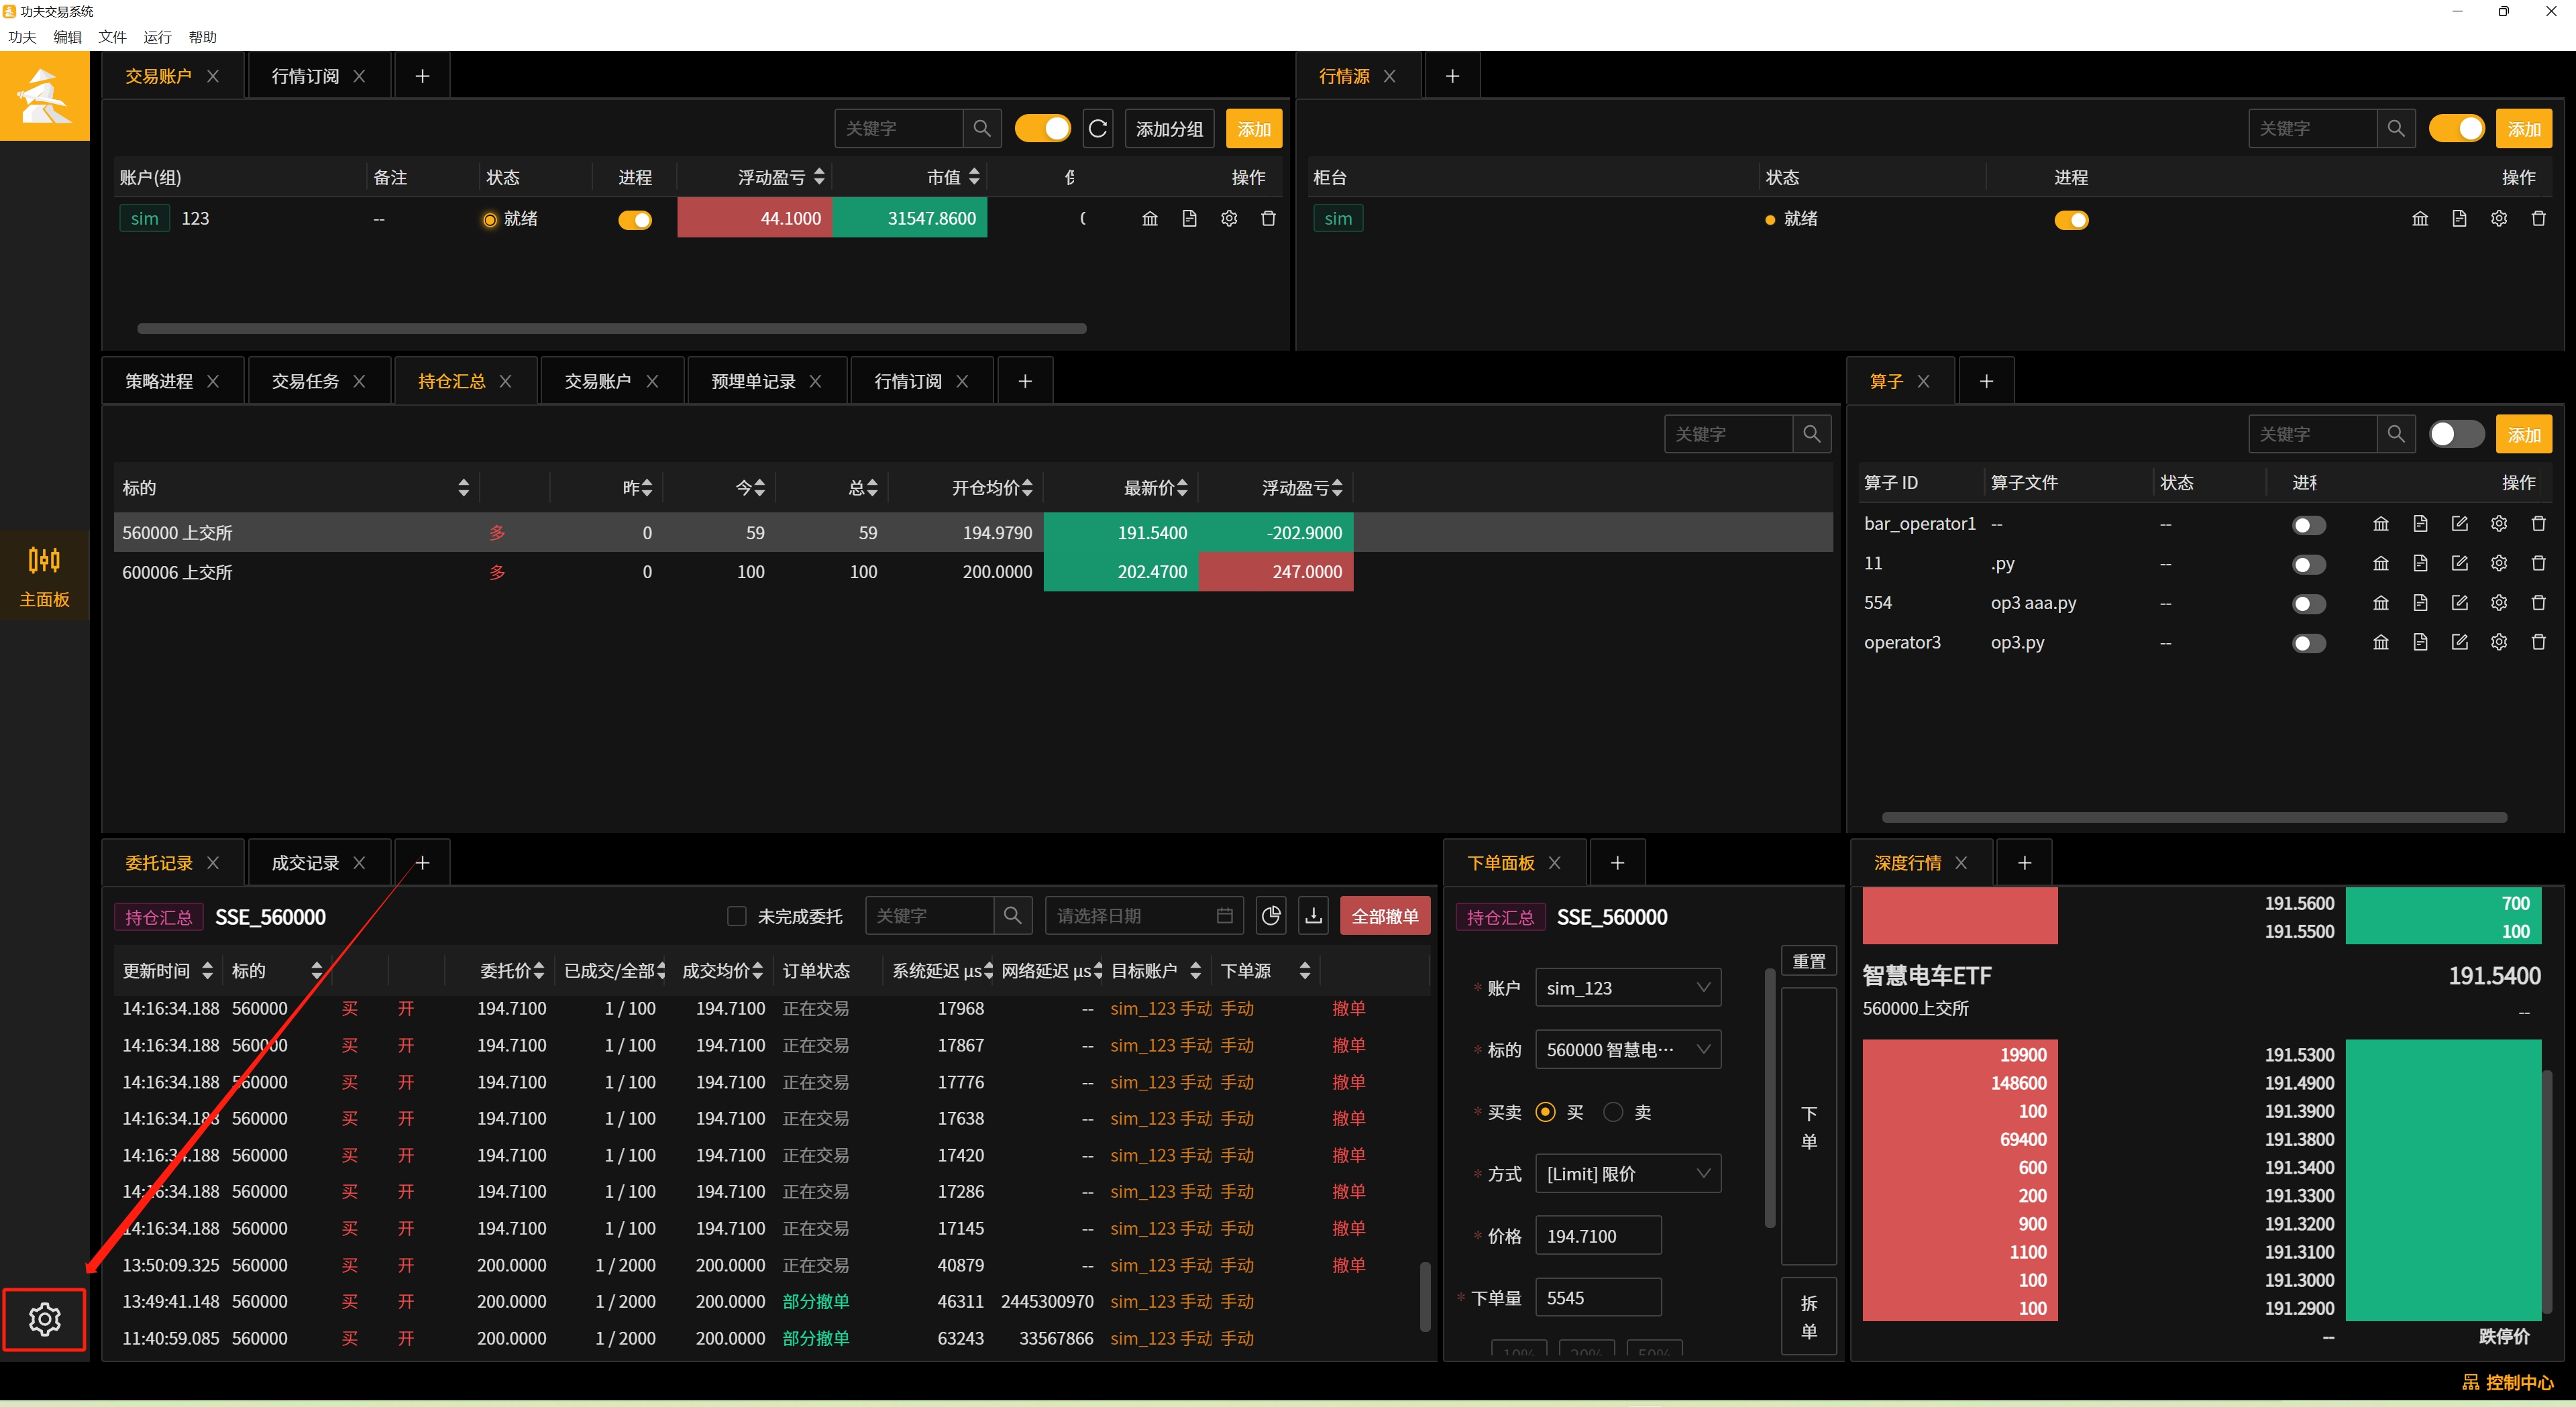 功夫交易系统
功夫 编辑 文件 运行 帮助
交易账户 行情订阅
关键字 添加分组 添加
账户(组) 备注 状态 进程 浮动盈亏 市值 操作
sim 123 -- 就绪 44.1000 31547.8600
行情源
关键字 添加
柜台 状态 进程 操作
sim 就绪
主面板
策略进程 交易任务 持仓汇总 交易账户 预埋单记录 行情订阅
关键字
标的 昨 今 总 开仓均价 最新价 浮动盈亏
560000 上交所 多 0 59 59 194.9790 191.5400 -202.9000
600006 上交所 多 0 100 100 200.0000 202.4700 247.0000
算子
关键字 添加
算子 ID 算子文件 状态 操作
bar_operator1 -- --
11 .py --
554 op3 aaa.py --
operator3 op3.py --
委托记录 成交记录
持仓汇总 SSE_560000 未完成委托 关键字 请选择日期 全部撤单
更新时间 标的 委托价 已成交/全部 成交均价 订单状态 系统延迟 μs 网络延迟 μs 目标账户 下单源
14:16:34.188 560000 买 开 194.7100 1 / 100 194.7100 正在交易 17968 -- sim_123 手动 手动 撤单
14:16:34.188 560000 买 开 194.7100 1 / 100 194.7100 正在交易 17867 -- sim_123 手动 手动 撤单
14:16:34.188 560000 买 开 194.7100 1 / 100 194.7100 正在交易 17776 -- sim_123 手动 手动 撤单
14:16:34.188 560000 买 开 194.7100 1 / 100 194.7100 正在交易 17638 -- sim_123 手动 手动 撤单
14:16:34.188 560000 买 开 194.7100 1 / 100 194.7100 正在交易 17420 -- sim_123 手动 手动 撤单
14:16:34.188 560000 买 开 194.7100 1 / 100 194.7100 正在交易 17286 -- sim_123 手动 手动 撤单
14:16:34.188 560000 买 开 194.7100 1 / 100 194.7100 正在交易 17145 -- sim_123 手动 手动 撤单
13:50:09.325 560000 买 开 200.0000 1 / 2000 200.0000 正在交易 40879 -- sim_123 手动 手动 撤单
13:49:41.148 560000 买 开 200.0000 1 / 2000 200.0000 部分撤单 46311 2445300970 sim_123 手动 手动
11:40:59.085 560000 买 开 200.0000 1 / 2000 200.0000 部分撤单 63243 33567866 sim_123 手动 手动
下单面板
持仓汇总 SSE_560000
重置
* 账户 sim_123
* 标的 560000 智慧电…
* 买卖 买 卖
下单
* 方式 [Limit] 限价
* 价格 194.7100
* 下单量 5545
拆单
10% 20% 50%
深度行情
191.5600 700
191.5500 100
智慧电车ETF 191.5400
560000上交所 --
19900 191.5300
148600 191.4900
100 191.3900
69400 191.3800
600 191.3400
200 191.3300
900 191.3200
1100 191.3100
100 191.3000
100 191.2900
-- 跌停价
控制中心